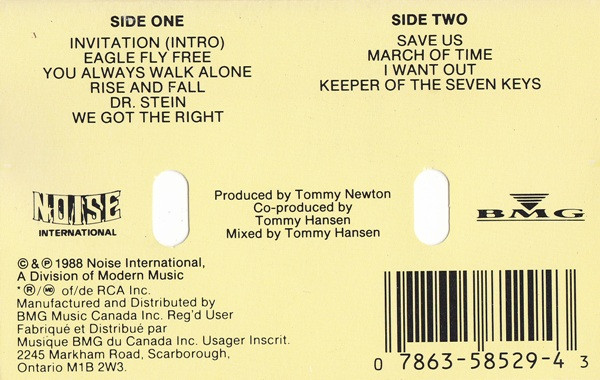 SIDE ONE
INVITATION (INTRO)
EAGLE FLY FREE
YOU ALWAYS WALK ALONE
RISE AND FALL
DR. STEIN
WE GOT THE RIGHT
SIDE TWO
SAVE US
MARCH OF TIME
I WANT OUT
KEEPER OF THE SEVEN KEYS
NOISE
INTERNATIONAL
Produced by Tommy Newton
Co-produced by
Tommy Hansen
Mixed by Tommy Hansen
BMG
© & ℗ 1988 Noise International,
A Division of Modern Music
*®/MC of/de RCA Inc.
Manufactured and Distributed by
BMG Music Canada Inc. Reg'd User
Fabriqué et Distribué par
Musique BMG du Canada Inc. Usager Inscrit.
2245 Markham Road, Scarborough,
Ontario M1B 2W3.
0 7863-58529-4 3